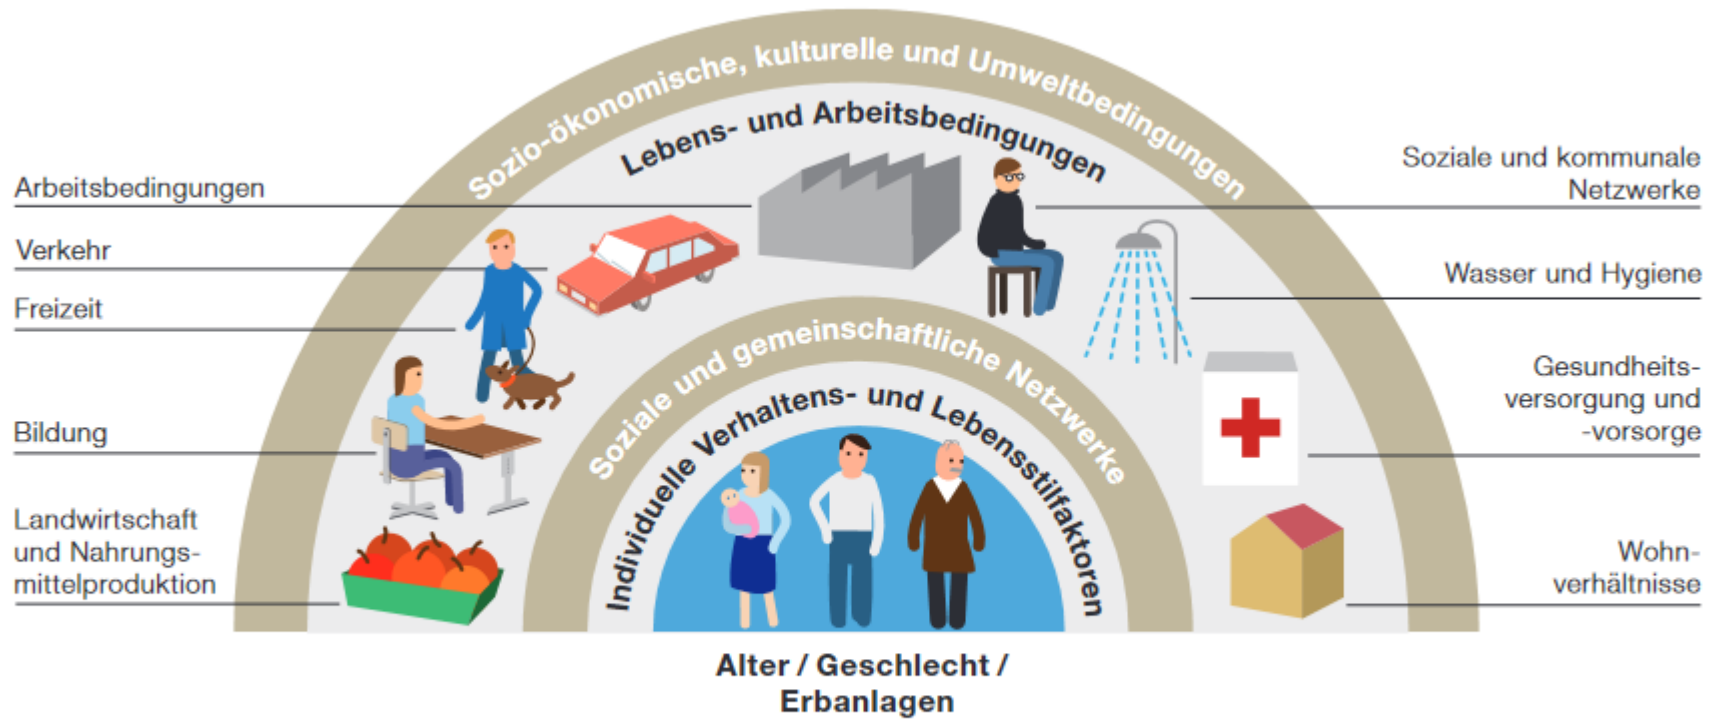 Sozio-ökonomische, kulturelle und Umweltbedingungen
Lebens- und Arbeitsbedingungen
Arbeitsbedingungen
Verkehr
Freizeit
Bildung
Landwirtschaft
und Nahrungs-
mittelproduktion
Soziale und kommunale
Netzwerke
Wasser und Hygiene
Gesundheits-
versorgung und
-vorsorge
Wohn-
verhältnisse
Soziale und gemeinschaftliche Netzwerke
Individuelle Verhaltens- und Lebensstilfaktoren
Alter / Geschlecht /
Erbanlagen